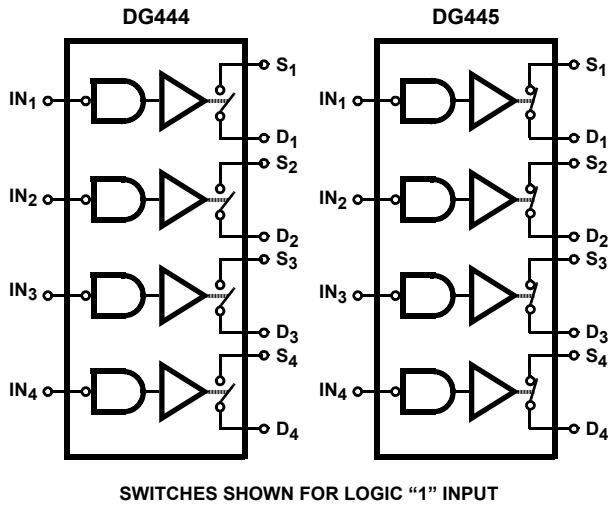 DG444
DG445
IN1
S1
D1
IN2
S2
D2
IN3
S3
D3
IN4
S4
D4
IN1
S1
D1
IN2
S2
D2
IN3
S3
D3
IN4
S4
D4
SWITCHES SHOWN FOR LOGIC “1” INPUT